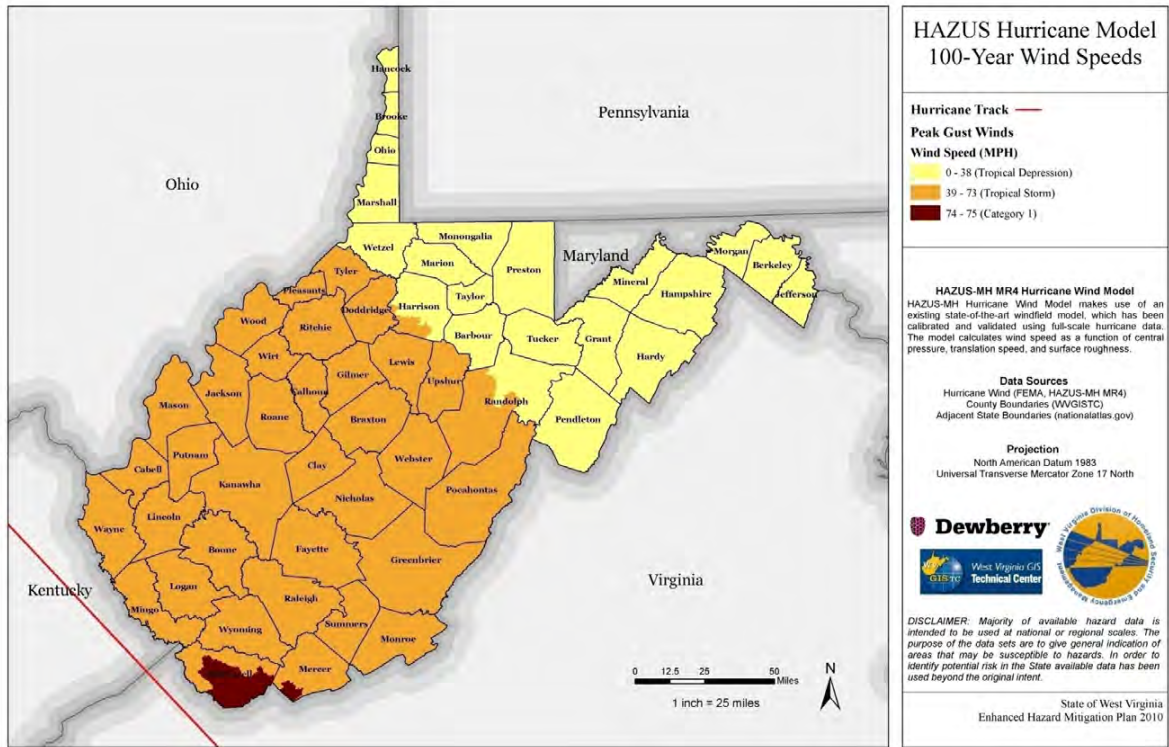 HAZUS Hurricane Model
100-Year Wind Speeds
Hurricane Track
Peak Gust Winds
Wind Speed (MPH)
0 - 38 (Tropical Depression)
39 - 73 (Tropical Storm)
74 - 75 (Category 1)
HAZUS-MH MR4 Hurricane Wind Model
HAZUS-MH Hurricane Wind Model makes use of an
existing state-of-the-art windfield model, which has been
calibrated and validated using full-scale hurricane data.
The model calculates wind speed as a function of central
pressure, translation speed, and surface roughness.
Data Sources
Hurricane Wind (FEMA, HAZUS-MH MR4)
County Boundaries (WVGISTC)
Adjacent State Boundaries (nationalatlas.gov)
Projection
North American Datum 1983
Universal Transverse Mercator Zone 17 North
Dewberry
GISTC
West Virginia GIS
Technical Center
West Virginia Division of Homeland
Security and Emergency Management
DISCLAIMER: Majority of available hazard data is
intended to be used at national or regional scales. The
purpose of the data sets are to give general indication of
areas that may be susceptible to hazards. In order to
identify potential risk in the State available data has been
used beyond the original intent.
State of West Virginia
Enhanced Hazard Mitigation Plan 2010
Hancock
Brooke
Ohio
Marshall
Pennsylvania
Ohio
Wetzel
Monongalia
Marion
Preston
Maryland
Morgan
Berkeley
Jefferson
Mineral
Hampshire
Tyler
Pleasants
Doddridge
Harrison
Taylor
Barbour
Tucker
Grant
Hardy
Wood
Ritchie
Wirt
Lewis
Gilmer
Calhoun
Upshur
Randolph
Pendleton
Mason
Jackson
Roane
Braxton
Putnam
Cabell
Kanawha
Clay
Webster
Nicholas
Pocahontas
Wayne
Lincoln
Boone
Fayette
Greenbrier
Kentucky
Logan
Mingo
Raleigh
Virginia
Wyoming
Summers
Monroe
Mercer
0 12.5 25 50
Miles
1 inch = 25 miles
N